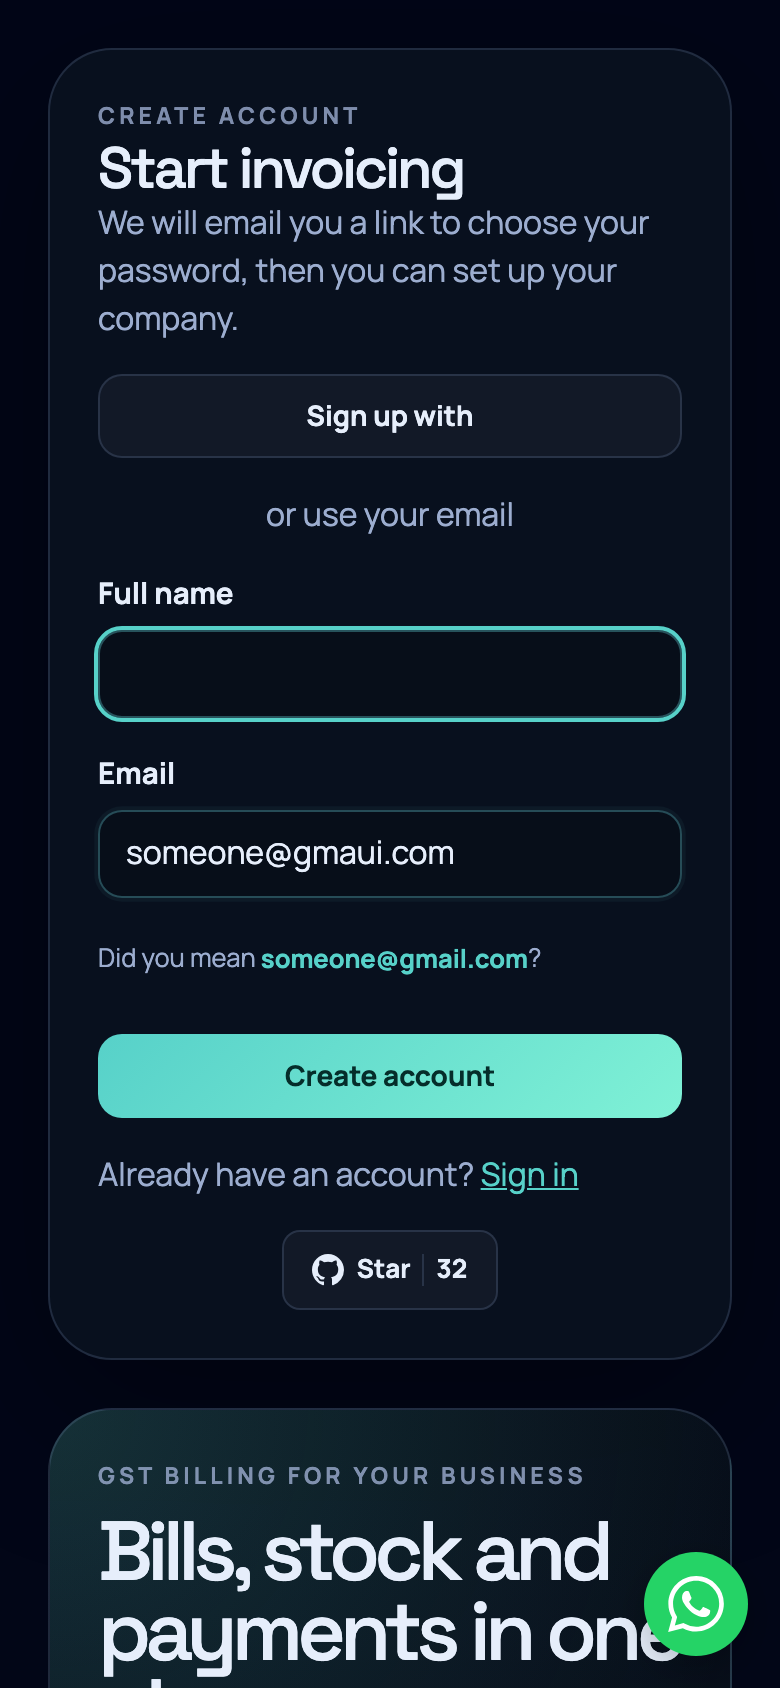 CREATE ACCOUNT
Start invoicing
We will email you a link to choose your
password, then you can set up your
company.
Sign up with
or use your email
Full name
Email
someone@gmaui.com
Did you mean someone@gmail.com?
Create account
Already have an account? Sign in
Star 32
GST BILLING FOR YOUR BUSINESS
Bills, stock and
payments in one